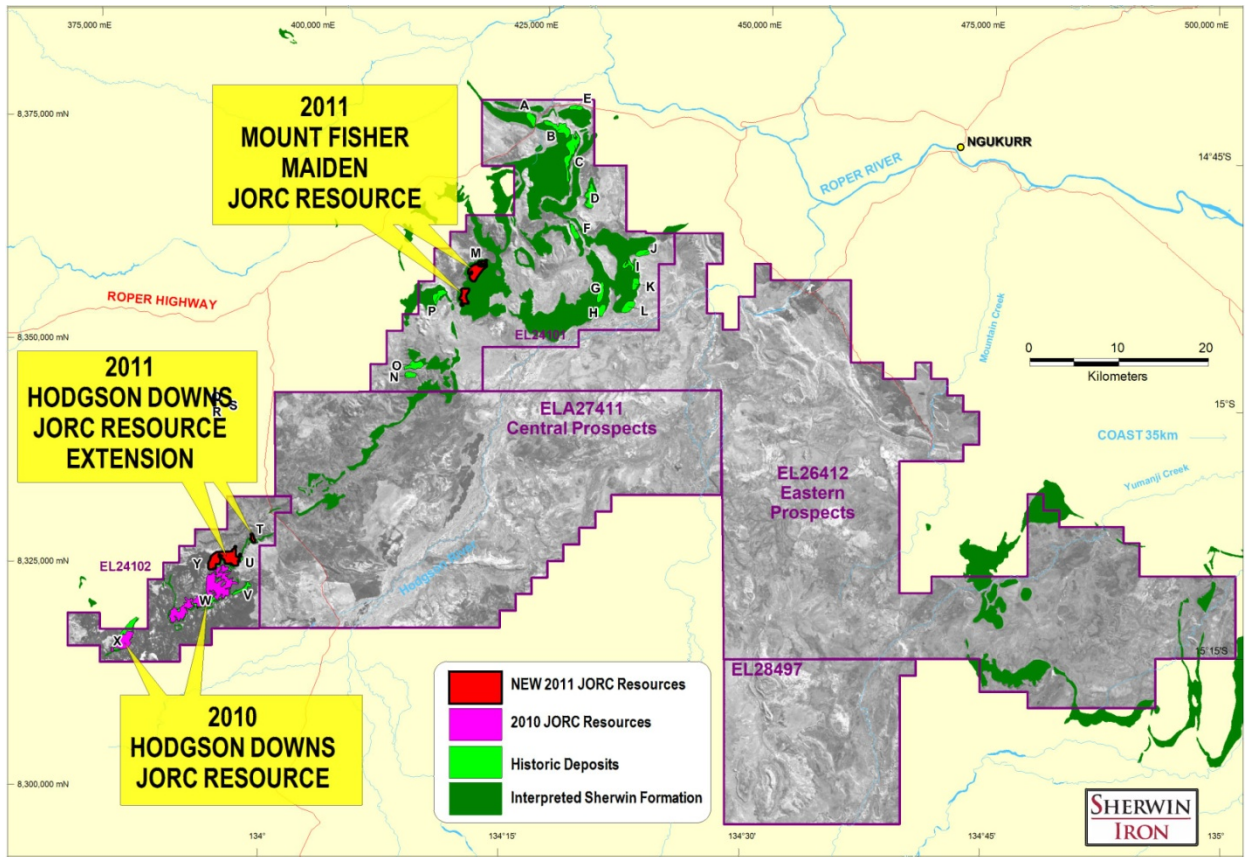 375,000 mE
400,000 mE
425,000 mE
450,000 mE
475,000 mE
500,000 mE
8,375,000 mN
8,350,000 mN
8,325,000 mN
8,300,000 mN
14°45'S
15°S
15°15'S
134°
134°15'
134°30'
134°45'
15°
2011
MOUNT FISHER
MAIDEN
JORC RESOURCE
A
E
B
C
D
F
M
J
I
G
K
H
L
P
O
N
EL24101
NGUKURR
ROPER RIVER
ROPER HIGHWAY
Mountain Creek
0 10 20
Kilometers
2011
HODGSON DOWNS
JORC RESOURCE
EXTENSION
R
S
ELA27411
Central Prospects
EL26412
Eastern
Prospects
COAST 35km
Yumanji Creek
Hodgson River
EL24102
T
Y
U
W
V
X
2010
HODGSON DOWNS
JORC RESOURCE
EL28497
NEW 2011 JORC Resources
2010 JORC Resources
Historic Deposits
Interpreted Sherwin Formation
SHERWIN
IRON